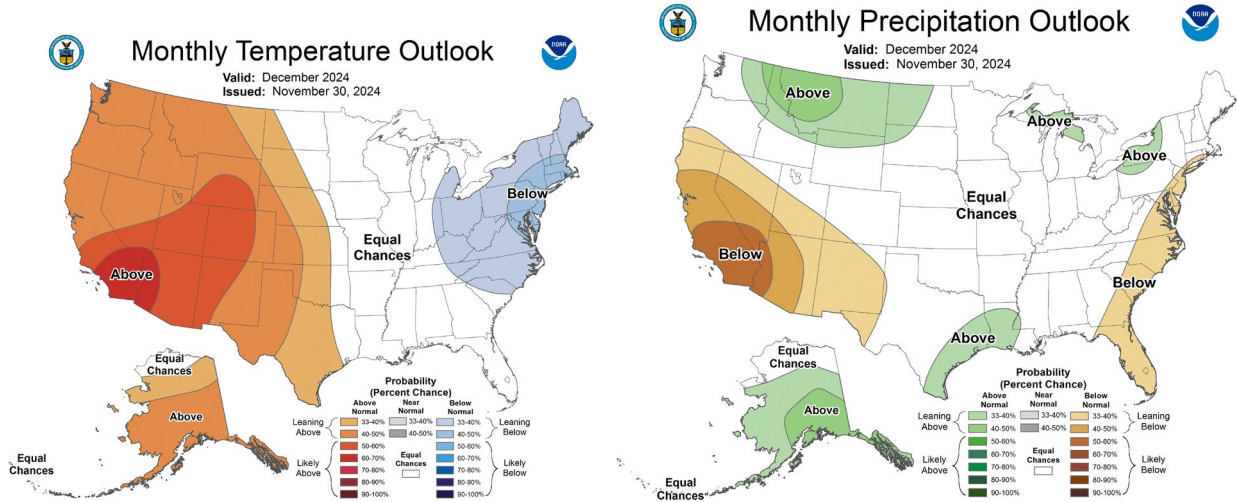 Monthly Temperature Outlook
NOAA
Valid: December 2024
Issued: November 30, 2024
Above
Equal
Chances
Below
Equal
Chances
Above
Equal
Chances
Probability
(Percent Chance)
Above
Normal
Near
Normal
Below
Normal
Leaning
Above
33-40%
33-40%
33-40%
Leaning
Below
40-50%
40-50%
40-50%
Likely
Above
50-60%
50-60%
Likely
Below
60-70%
Equal
Chances
60-70%
70-80%
70-80%
80-90%
80-90%
90-100%
90-100%
Monthly Precipitation Outlook
NOAA
Valid: December 2024
Issued: November 30, 2024
Above
Above
Above
Equal
Chances
Below
Below
Above
Equal
Chances
Above
Equal
Chances
Probability
(Percent Chance)
Above
Normal
Near
Normal
Below
Normal
Leaning
Above
33-40%
33-40%
33-40%
Leaning
Below
40-50%
40-50%
40-50%
Likely
Above
50-60%
50-60%
Likely
Below
60-70%
Equal
Chances
60-70%
70-80%
70-80%
80-90%
80-90%
90-100%
90-100%